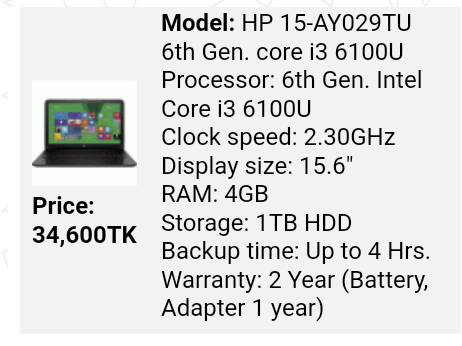 Model: HP 15-AY029TU
6th Gen. core i3 6100U
Processor: 6th Gen. Intel
Core i3 6100U
Clock speed: 2.30GHz
Display size: 15.6"
RAM: 4GB
Storage: 1TB HDD
Backup time: Up to 4 Hrs.
Warranty: 2 Year (Battery,
Adapter 1 year)
Price:
34,600TK